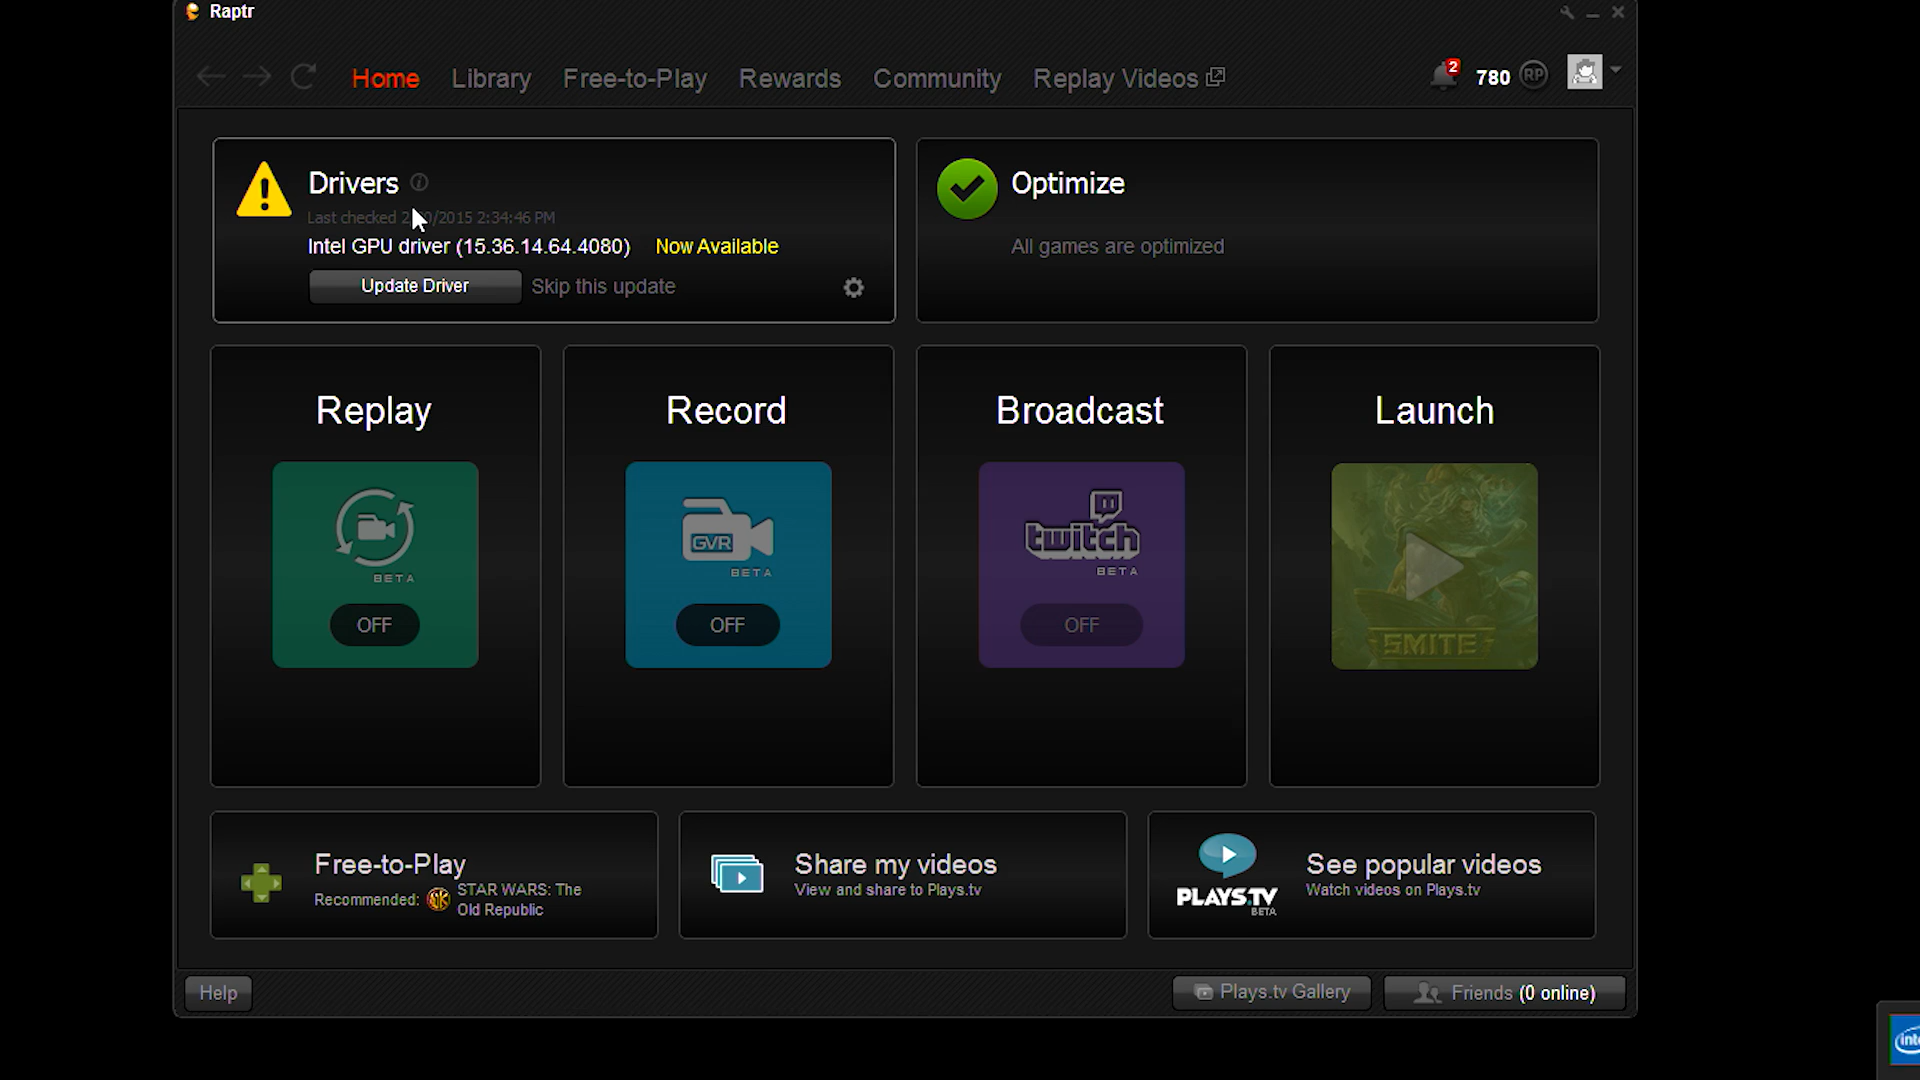 Raptr
Home Library Free-to-Play Rewards Community Replay Videos
2 780 RP
Drivers
Last checked 2/ 0/2015 2:34:46 PM
Intel GPU driver (15.36.14.64.4080) Now Available
Update Driver Skip this update
Optimize
All games are optimized
Replay
BETA
OFF
Record
GVR
BETA
OFF
Broadcast
twitch
BETA
OFF
Launch
SMITE
Free-to-Play
Recommended: STAR WARS: The
Old Republic
Share my videos
View and share to Plays.tv
PLAYS.TV
BETA
See popular videos
Watch videos on Plays.tv
Help
Plays.tv Gallery
Friends (0 online)